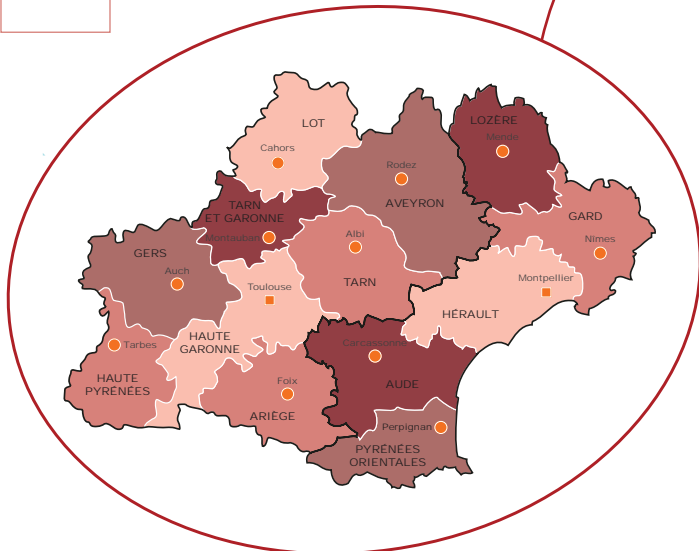 LOT
Cahors
LOZÈRE
Mende
Rodez
AVEYRON
TARN
ET GARONNE
Montauban
GARD
Nîmes
GERS
Auch
Albi
TARN
Toulouse
Montpellier
HÉRAULT
HAUTE
GARONNE
Tarbes
Carcassonne
HAUTE
PYRÉNÉES
Foix
ARIÈGE
AUDE
Perpignan
PYRÉNÉES
ORIENTALES